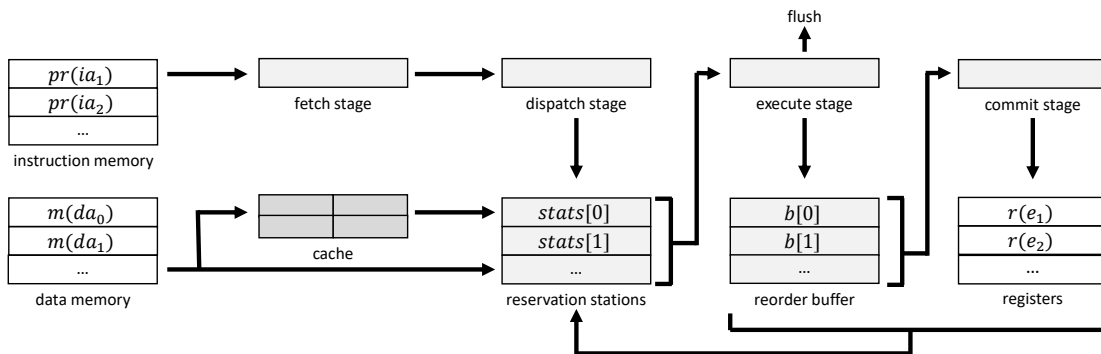 flush
pr(ia₁)
pr(ia₂)
...
instruction memory
fetch stage
dispatch stage
execute stage
commit stage
m(da₀)
m(da₁)
...
data memory
cache
stats[0]
stats[1]
...
reservation stations
b[0]
b[1]
...
reorder buffer
r(e₁)
r(e₂)
...
registers